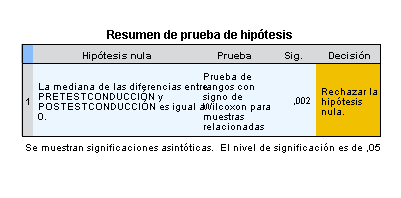 Resumen de prueba de hipótesis
Hipótesis nula Prueba Sig. Decisión
1
La mediana de las diferencias entre
PRETESTCONDUCCIÓN y
POSTESTCONDUCCIÓN es igual a
0.
Prueba de
rangos con
signo de
Wilcoxon para
muestras
relacionadas
,002
Rechazar la
hipótesis
nula.
Se muestran significaciones asintóticas. El nivel de significación es de ,05